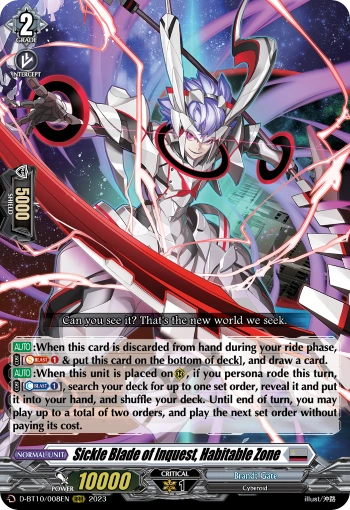 2
GRADE
INTERCEPT
5000
SHIELD
Can you see it? That's the new world we seek.
AUTO:When this card is discarded from hand during your ride phase,
[BLAST 1 & put this card on the bottom of deck], and draw a card.
AUTO:When this unit is placed on, if you persona rode this turn,
[BLAST 1], search your deck for up to one set order, reveal it and put
it into your hand, and shuffle your deck. Until end of turn, you may
play up to a total of two orders, and play the next set order without
paying its cost.
NORMAL UNIT Sickle Blade of Inquest, Habitable Zone
POWER 10000 CRITICAL 1 Brandt Gate
Cyberoid
D-BT10/008EN RRR 2023 illust/沖路